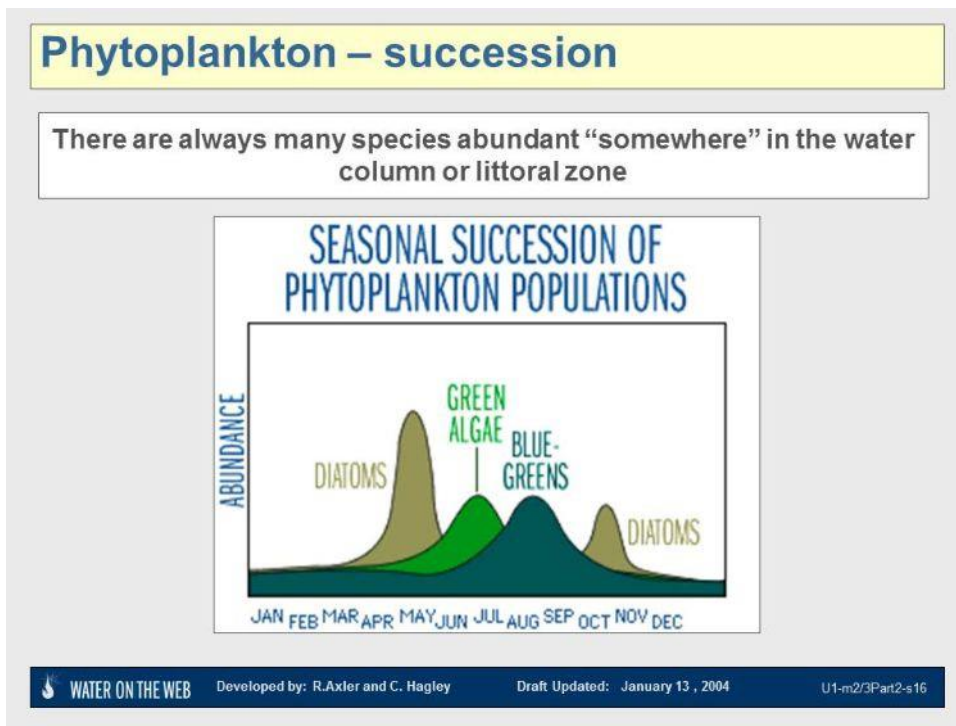 Phytoplankton – succession
There are always many species abundant “somewhere” in the water
column or littoral zone
SEASONAL SUCCESSION OF
PHYTOPLANKTON POPULATIONS
ABUNDANCE
DIATOMS
GREEN
ALGAE
BLUE-
GREENS
DIATOMS
JAN FEB MAR APR MAY JUN JUL AUG SEP OCT NOV DEC
WATER ON THE WEB Developed by: R.Axler and C. Hagley Draft Updated: January 13 , 2004 U1-m2/3Part2-s16